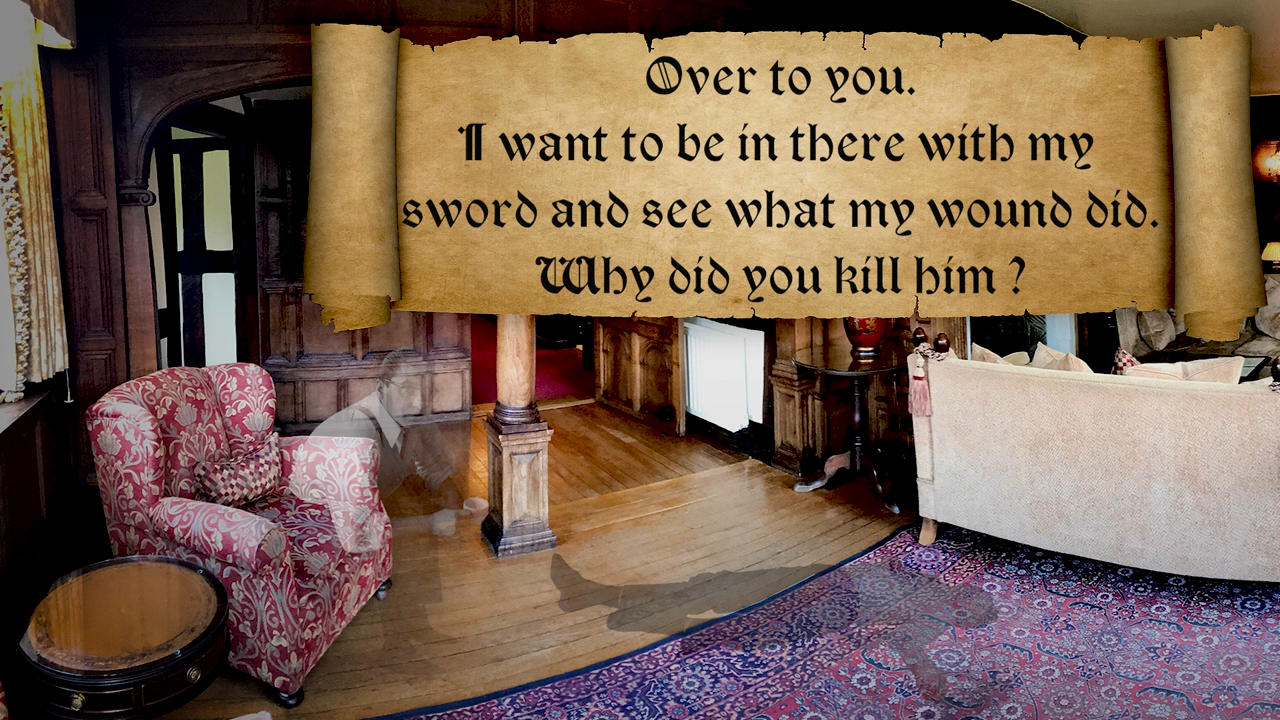 Over to you.
I want to be in there with my
sword and see what my wound did.
Why did you kill him ?